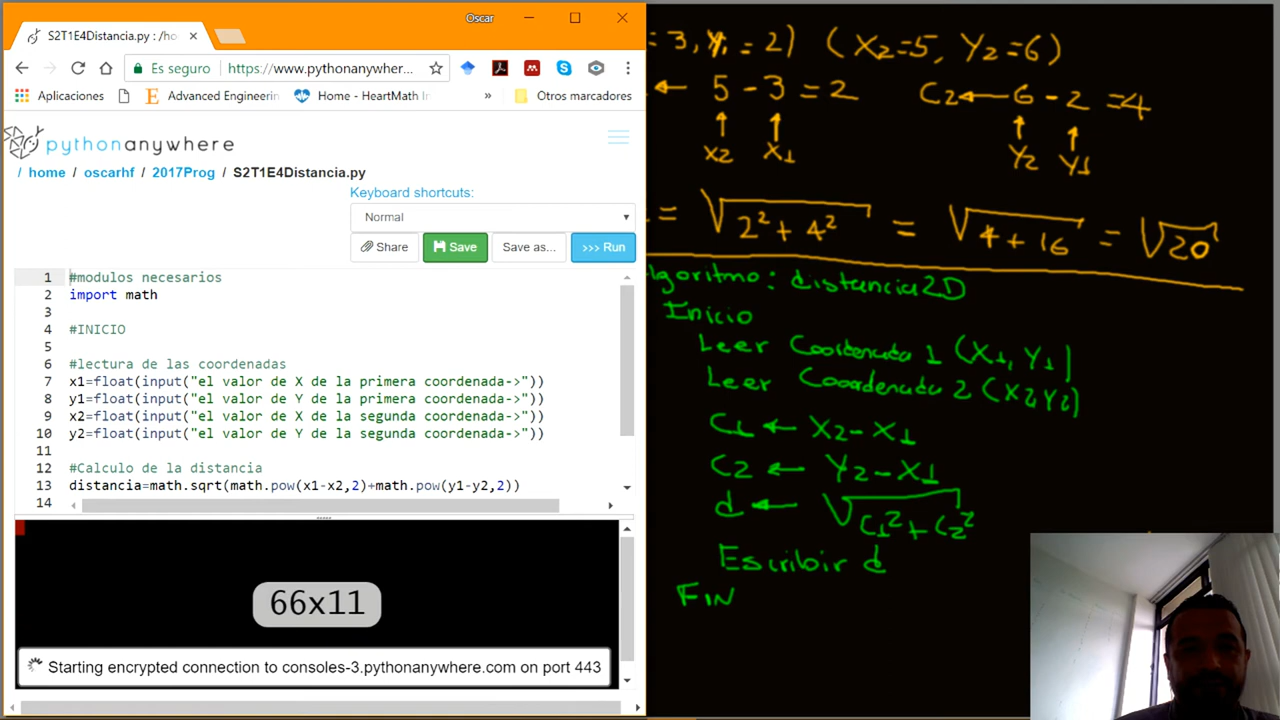 Oscar
S2T1E4Distancia.py : /ho
Es seguro
https://www.pythonanywher...
Aplicaciones
Advanced Engineerin
Home - HeartMath In
»
Otros marcadores
pythonanywhere
/ home / oscarhf / 2017Prog / S2T1E4Distancia.py
Keyboard shortcuts:
Normal
Share
Save
Save as...
>>> Run
1 #modulos necesarios
2 import math
3
4 #INICIO
5
6 #lectura de las coordenadas
7 x1=float(input("el valor de X de la primera coordenada->"))
8 y1=float(input("el valor de Y de la primera coordenada->"))
9 x2=float(input("el valor de X de la segunda coordenada->"))
10 y2=float(input("el valor de Y de la segunda coordenada->"))
11
12 #Calculo de la distancia
13 distancia=math.sqrt(math.pow(x1-x2,2)+math.pow(y1-y2,2))
14
66x11
Starting encrypted connection to consoles-3.pythonanywhere.com on port 443
= 3, Y1 = 2) (X2=5, Y2=6)
← 5 - 3 = 2 C2 ← 6 - 2 = 4
↑ ↑ ↑ ↑
X2 X1 Y2 Y1
= √2² + 4² = √4 + 16 = √20
lgoritmo: distancia2D
Inicio
Leer Coordenada 1 (X1, Y1)
Leer Coordenada 2 (X2 Y2)
C1 ← X2 - X1
C2 ← Y2 - X1
d ← √C1² + C2²
Escribir d
FIN